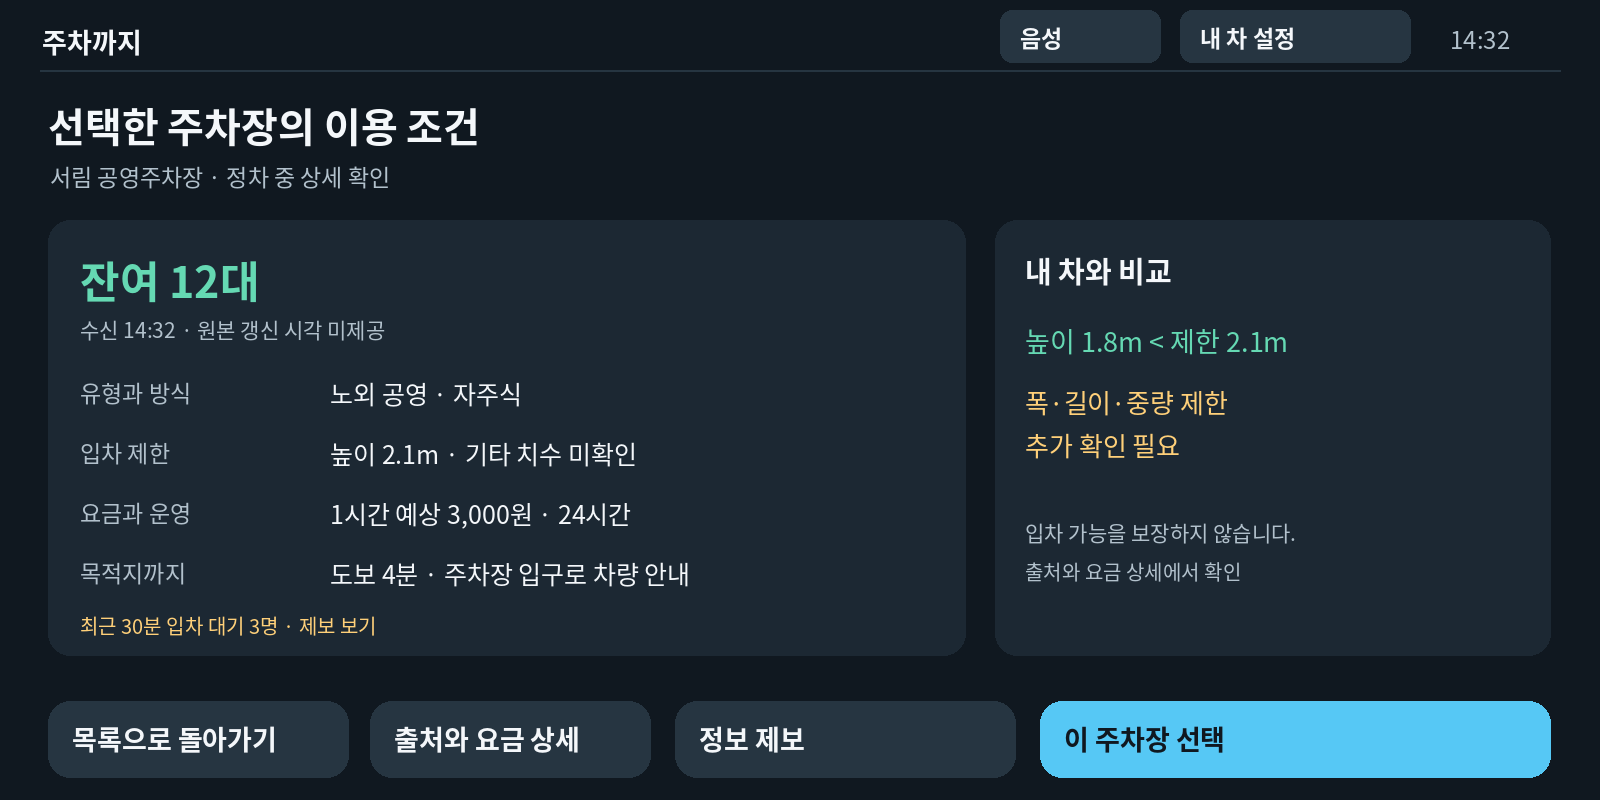 주차까지
음성
내 차 설정
14:32
선택한 주차장의 이용 조건
서림 공영주차장 · 정차 중 상세 확인
잔여 12대
수신 14:32 · 원본 갱신 시각 미제공
유형과 방식
노외 공영 · 자주식
입차 제한
높이 2.1m · 기타 치수 미확인
요금과 운영
1시간 예상 3,000원 · 24시간
목적지까지
도보 4분 · 주차장 입구로 차량 안내
최근 30분 입차 대기 3명 · 제보 보기
내 차와 비교
높이 1.8m < 제한 2.1m
폭·길이·중량 제한
추가 확인 필요
입차 가능을 보장하지 않습니다.
출처와 요금 상세에서 확인
목록으로 돌아가기
출처와 요금 상세
정보 제보
이 주차장 선택